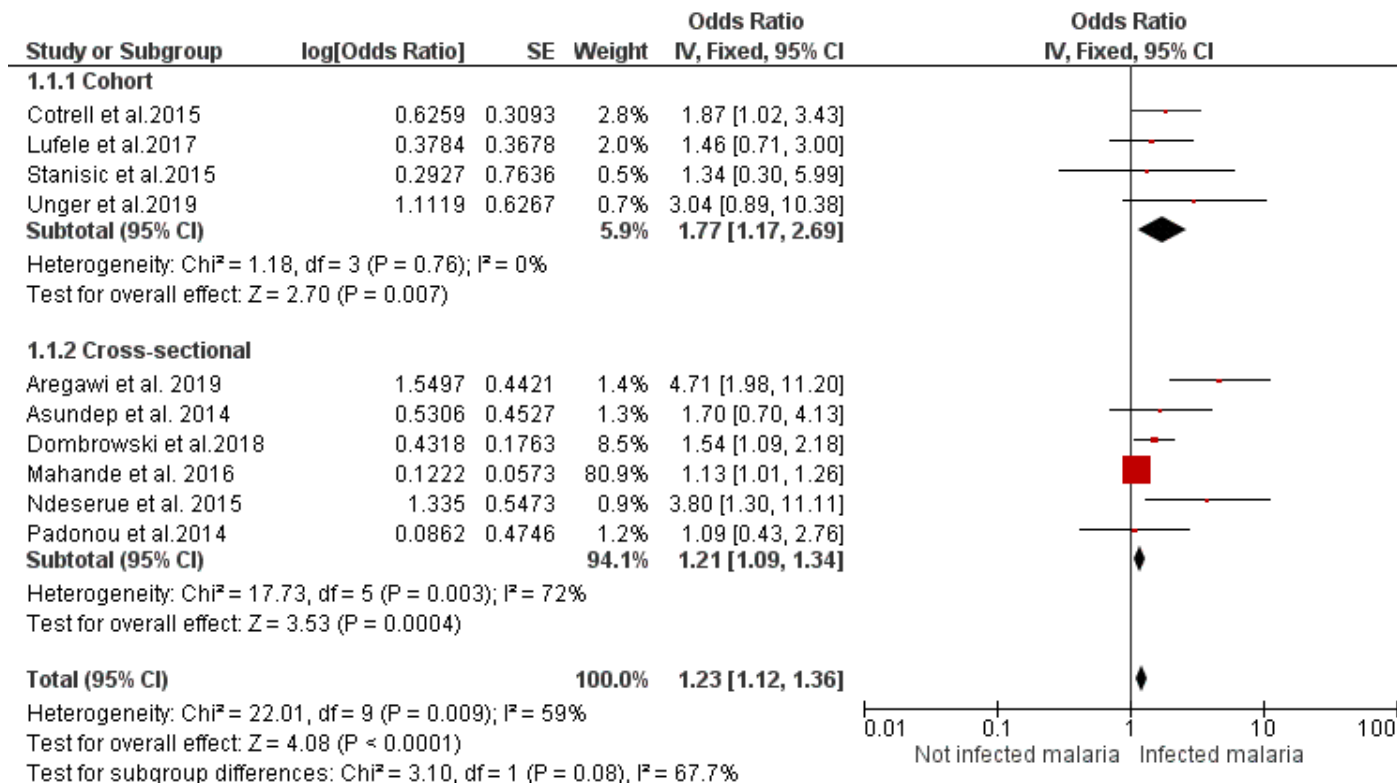 Odds Ratio Odds Ratio
Study or Subgroup log[Odds Ratio] SE Weight IV, Fixed, 95% CI IV, Fixed, 95% CI
1.1.1 Cohort
Cotrell et al.2015 0.6259 0.3093 2.8% 1.87 [1.02, 3.43]
Lufele et al.2017 0.3784 0.3678 2.0% 1.46 [0.71, 3.00]
Stanisic et al.2015 0.2927 0.7636 0.5% 1.34 [0.30, 5.99]
Unger et al.2019 1.1119 0.6267 0.7% 3.04 [0.89, 10.38]
Subtotal (95% CI) 5.9% 1.77 [1.17, 2.69]
Heterogeneity: Chi² = 1.18, df = 3 (P = 0.76); I² = 0%
Test for overall effect: Z = 2.70 (P = 0.007)
1.1.2 Cross-sectional
Aregawi et al. 2019 1.5497 0.4421 1.4% 4.71 [1.98, 11.20]
Asundep et al. 2014 0.5306 0.4527 1.3% 1.70 [0.70, 4.13]
Dombrowski et al.2018 0.4318 0.1763 8.5% 1.54 [1.09, 2.18]
Mahande et al. 2016 0.1222 0.0573 80.9% 1.13 [1.01, 1.26]
Ndeserue et al. 2015 1.335 0.5473 0.9% 3.80 [1.30, 11.11]
Padonou et al.2014 0.0862 0.4746 1.2% 1.09 [0.43, 2.76]
Subtotal (95% CI) 94.1% 1.21 [1.09, 1.34]
Heterogeneity: Chi² = 17.73, df = 5 (P = 0.003); I² = 72%
Test for overall effect: Z = 3.53 (P = 0.0004)
Total (95% CI) 100.0% 1.23 [1.12, 1.36]
Heterogeneity: Chi² = 22.01, df = 9 (P = 0.009); I² = 59%
Test for overall effect: Z = 4.08 (P < 0.0001)
Test for subgroup differences: Chi² = 3.10, df = 1 (P = 0.08), I² = 67.7%
0.01 0.1 1 10 100
Not infected malaria Infected malaria